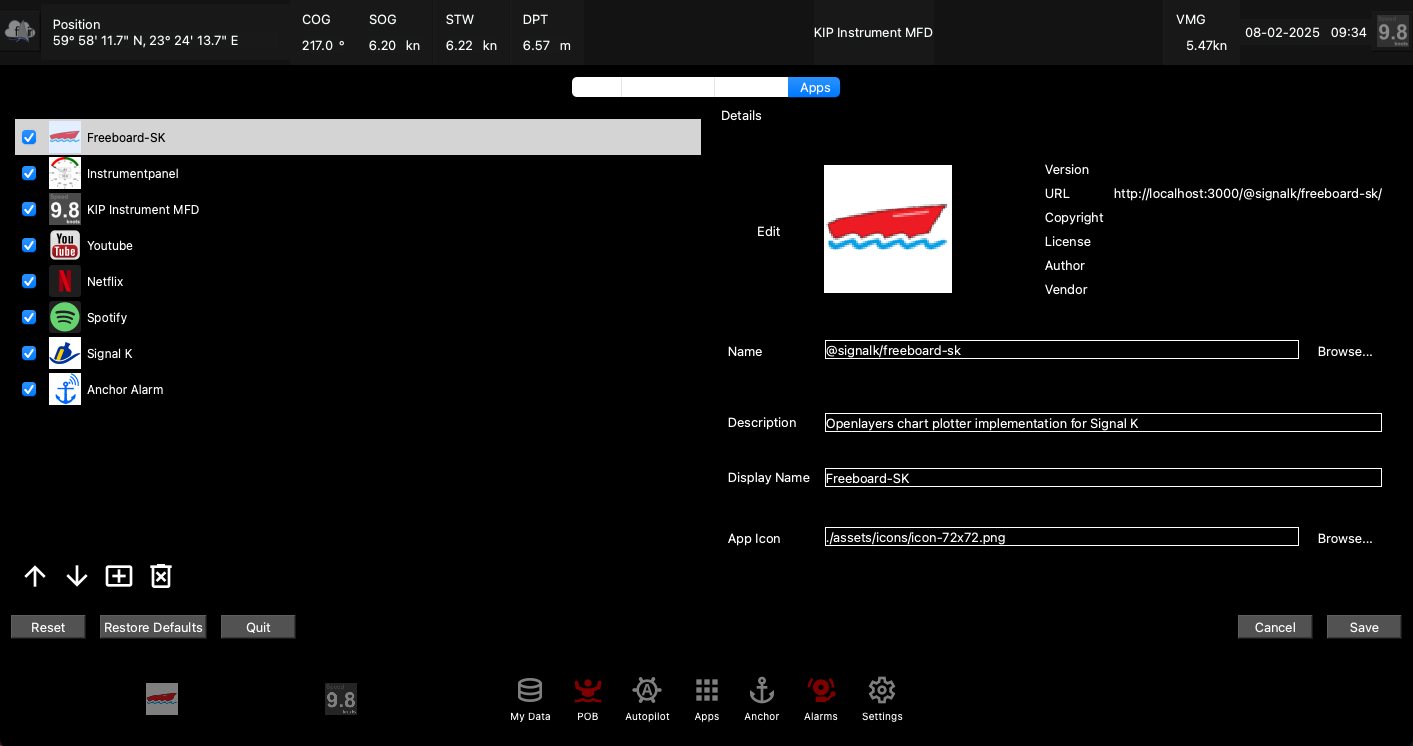 Position
59° 58' 11.7" N, 23° 24' 13.7" E
COG
217.0 °
SOG
6.20 kn
STW
6.22 kn
DPT
6.57 m
KIP Instrument MFD
VMG
5.47kn
08-02-2025 09:34
9.8
Apps
Freeboard-SK
Instrumentpanel
9.8
knots
KIP Instrument MFD
You
Tube
Youtube
N
Netflix
Spotify
Signal K
Anchor Alarm
Details
Edit
Version
URL http://localhost:3000/@signalk/freeboard-sk/
Copyright
License
Author
Vendor
Name @signalk/freeboard-sk Browse...
Description Openlayers chart plotter implementation for Signal K
Display Name Freeboard-SK
App Icon ./assets/icons/icon-72x72.png Browse...
Reset Restore Defaults Quit Cancel Save
9.8
A
My Data POB Autopilot Apps Anchor Alarms Settings